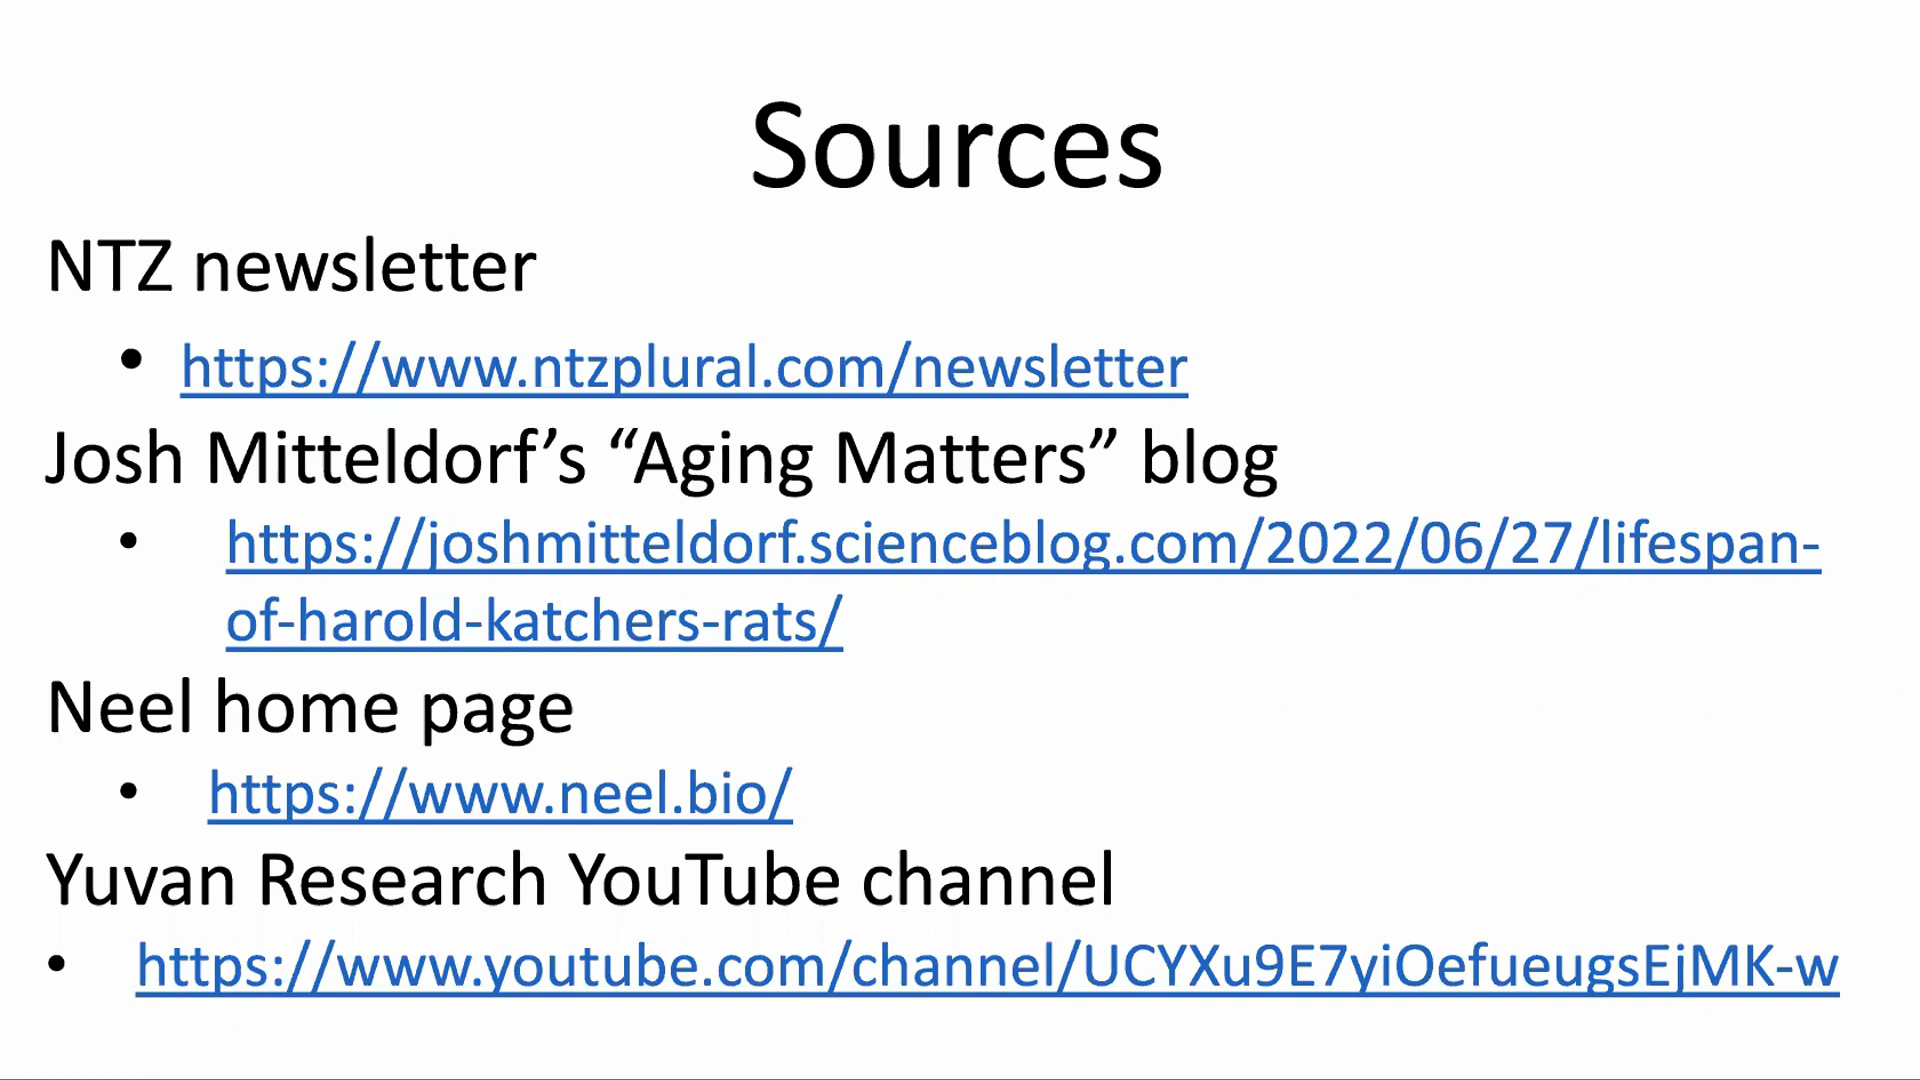 Sources
NTZ newsletter
• https://www.ntzplural.com/newsletter
Josh Mitteldorf’s “Aging Matters” blog
• https://joshmitteldorf.scienceblog.com/2022/06/27/lifespan-
of-harold-katchers-rats/
Neel home page
• https://www.neel.bio/
Yuvan Research YouTube channel
• https://www.youtube.com/channel/UCYXu9E7yiOefueugsEjMK-w